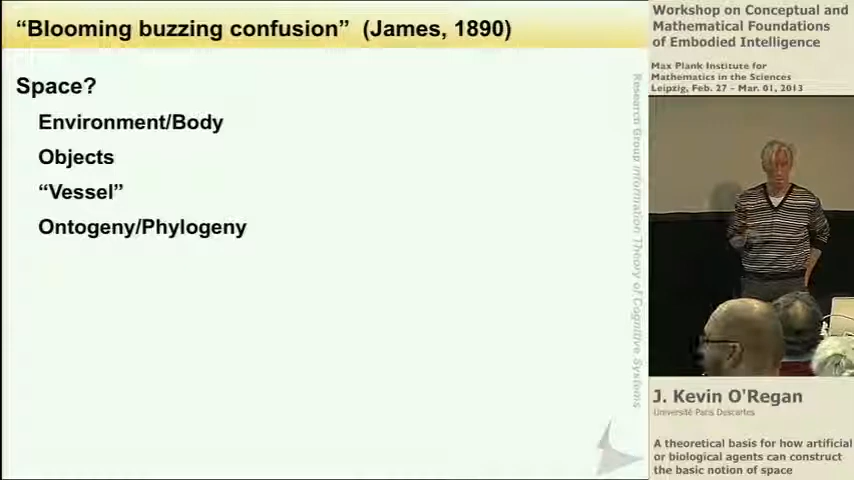 “Blooming buzzing confusion” (James, 1890)
Space?
Environment/Body
Objects
“Vessel”
Ontogeny/Phylogeny
Research Group Information Theory of Cognitive Systems
Workshop on Conceptual and
Mathematical Foundations
of Embodied Intelligence
Max Plank Institute for
Mathematics in the Sciences
Leipzig, Feb. 27 – Mar. 01, 2013
J. Kevin O'Regan
Université Paris Descartes
A theoretical basis for how artificial
or biological agents can construct
the basic notion of space